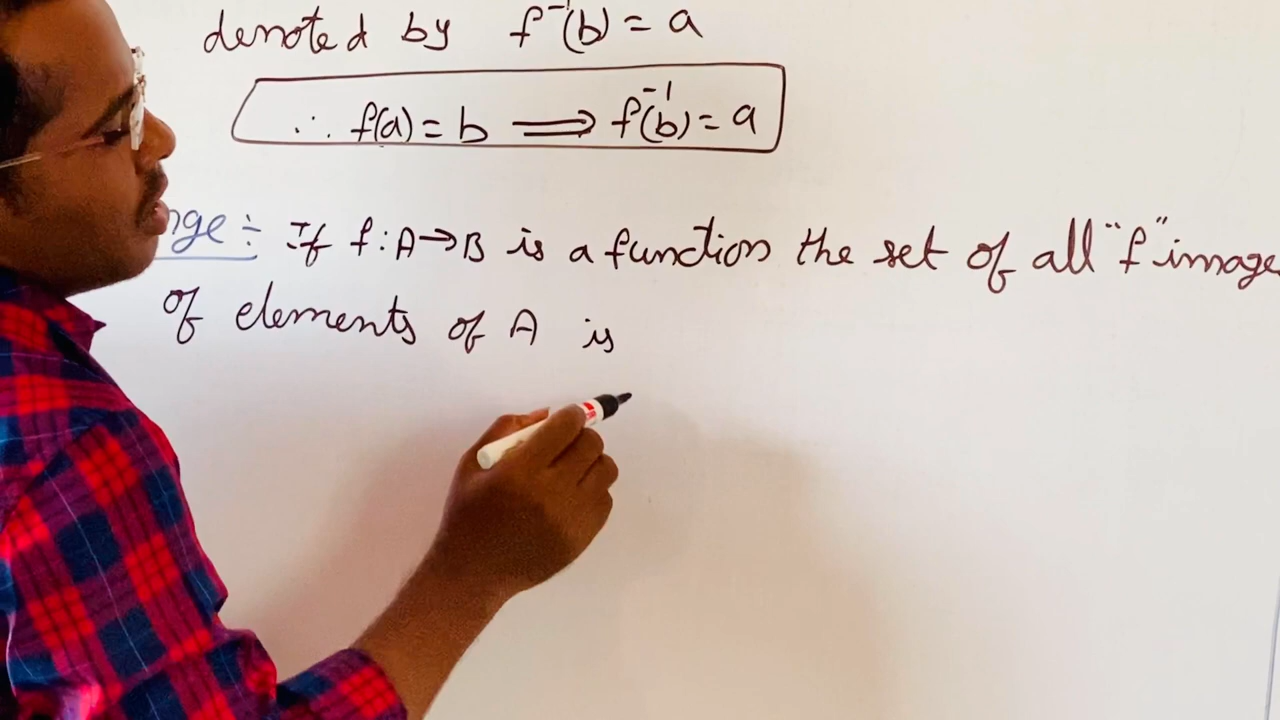 denoted by f⁻¹(b) = a
∴ f(a) = b ⟹ f⁻¹(b) = a
nge ÷ If f : A→B is a function the set of all "f" image
of elements of A is